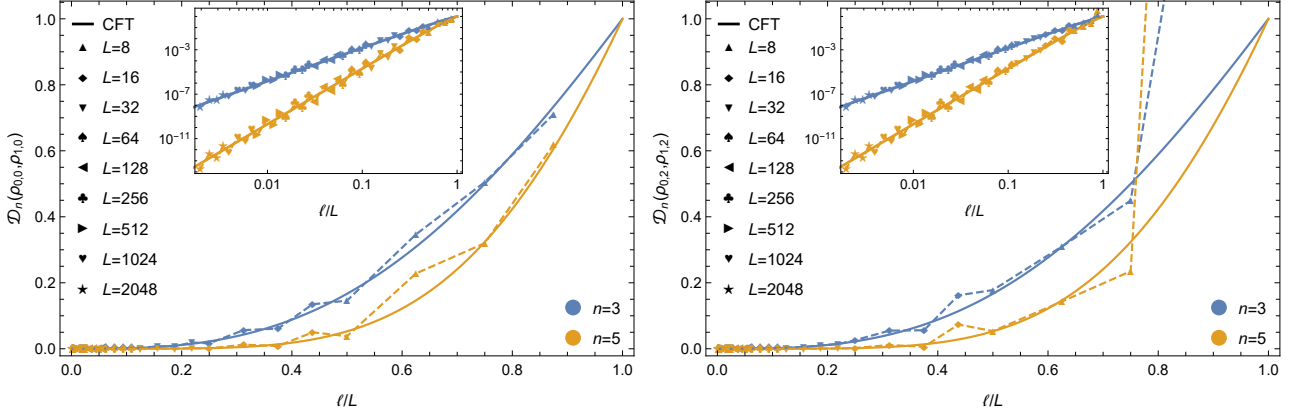 CFT
L=8
L=16
L=32
L=64
L=128
L=256
L=512
L=1024
L=2048
10⁻³
10⁻⁷
10⁻¹¹
0.01
0.1
1
ℓ/L
n=3
n=5
1.0
0.8
0.6
0.4
0.2
0.0
0.0
0.2
0.4
0.6
0.8
1.0
ℓ/L
𝒟ₙ(ρ₀,₀,ρ₁,₀)
CFT
L=8
L=16
L=32
L=64
L=128
L=256
L=512
L=1024
L=2048
10⁻³
10⁻⁷
10⁻¹¹
0.01
0.1
1
ℓ/L
n=3
n=5
1.0
0.8
0.6
0.4
0.2
0.0
0.0
0.2
0.4
0.6
0.8
1.0
ℓ/L
𝒟ₙ(ρ₀,₂,ρ₁,₂)